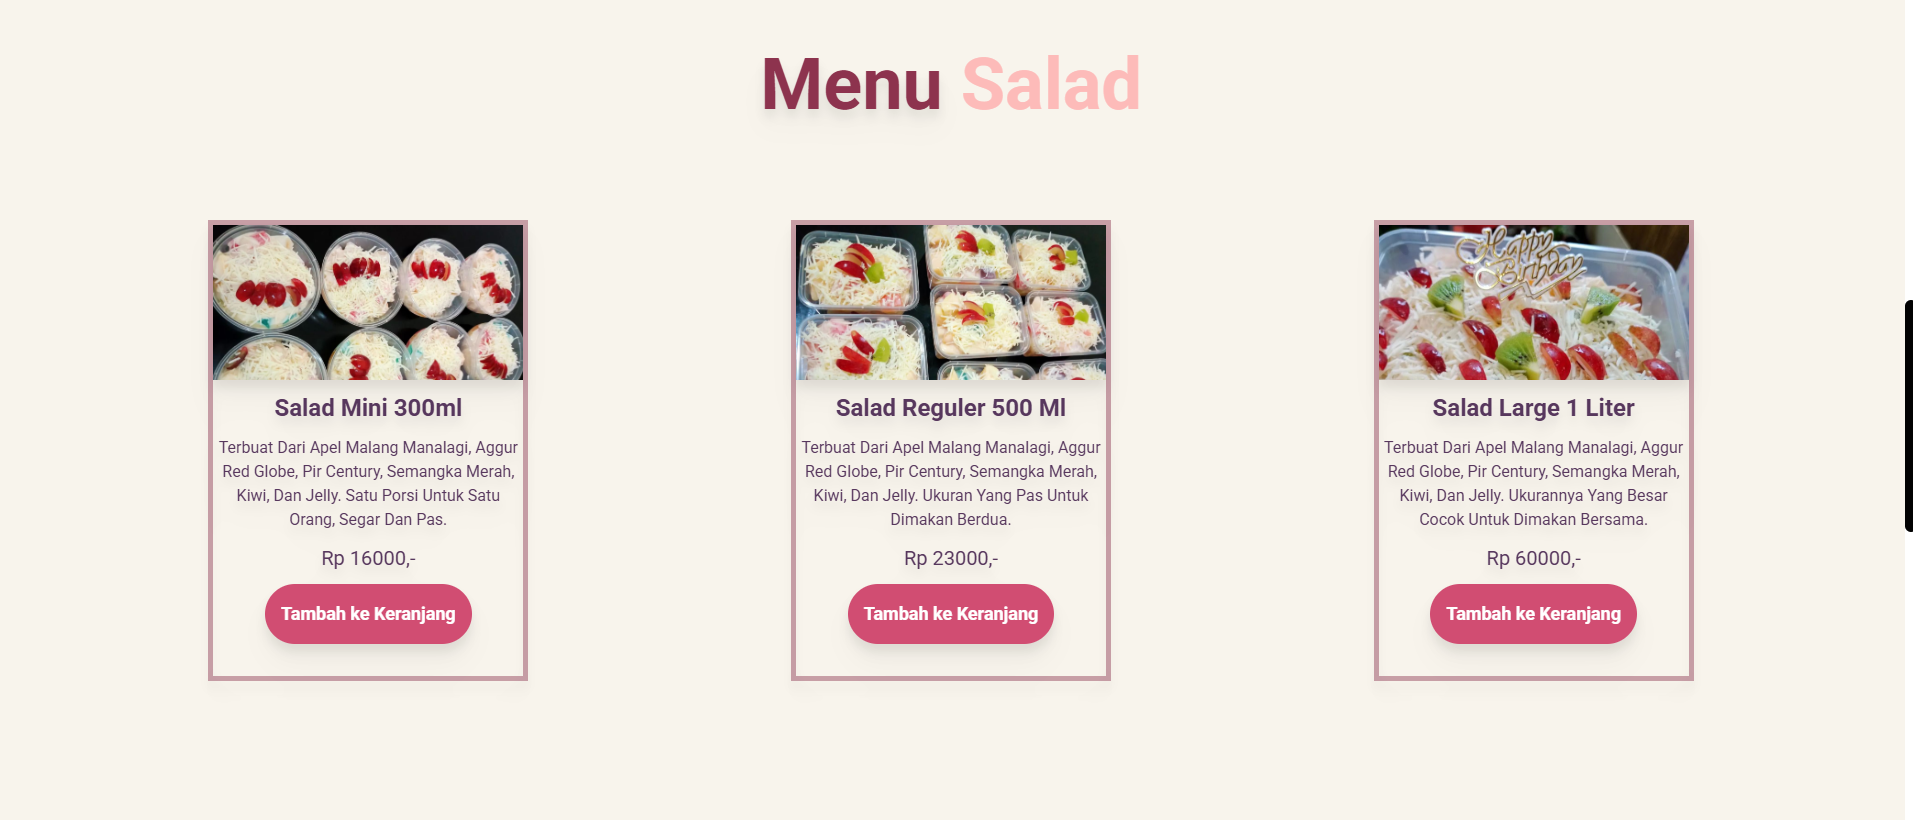 Menu Salad
Happy
Birthday
Salad Mini 300ml
Terbuat Dari Apel Malang Manalagi, Aggur
Red Globe, Pir Century, Semangka Merah,
Kiwi, Dan Jelly. Satu Porsi Untuk Satu
Orang, Segar Dan Pas.
Rp 16000,-
Tambah ke Keranjang
Salad Reguler 500 Ml
Terbuat Dari Apel Malang Manalagi, Aggur
Red Globe, Pir Century, Semangka Merah,
Kiwi, Dan Jelly. Ukuran Yang Pas Untuk
Dimakan Berdua.
Rp 23000,-
Tambah ke Keranjang
Salad Large 1 Liter
Terbuat Dari Apel Malang Manalagi, Aggur
Red Globe, Pir Century, Semangka Merah,
Kiwi, Dan Jelly. Ukurannya Yang Besar
Cocok Untuk Dimakan Bersama.
Rp 60000,-
Tambah ke Keranjang